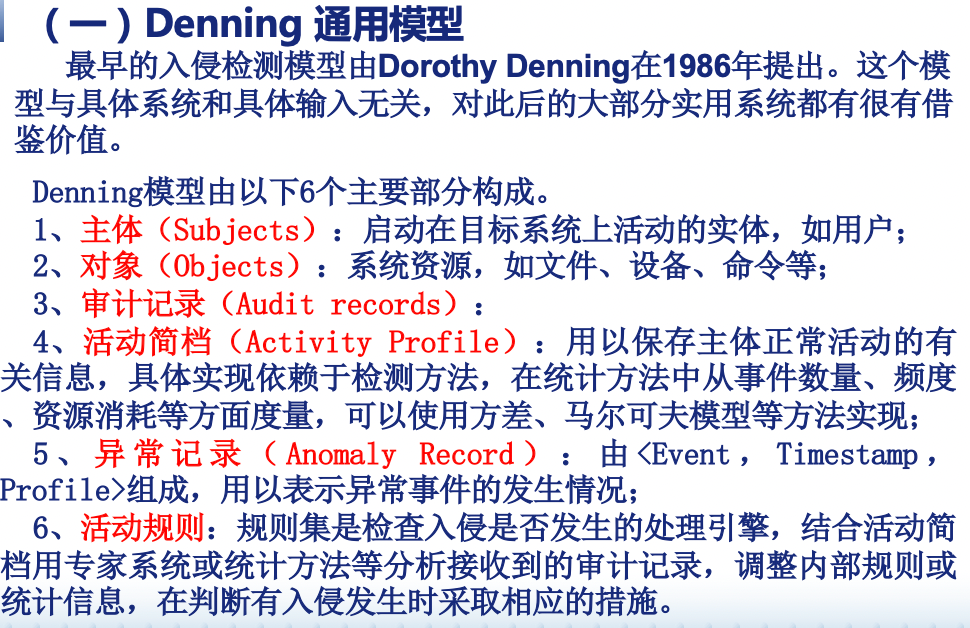 （一）Denning 通用模型
最早的入侵检测模型由Dorothy Denning在1986年提出。这个模
型与具体系统和具体输入无关，对此后的大部分实用系统都有很有借
鉴价值。
Denning模型由以下6个主要部分构成。
1、主体（Subjects）：启动在目标系统上活动的实体，如用户；
2、对象（Objects）：系统资源，如文件、设备、命令等；
3、审计记录（Audit records）：
4、活动简档（Activity Profile）：用以保存主体正常活动的有
关信息，具体实现依赖于检测方法，在统计方法中从事件数量、频度
、资源消耗等方面度量，可以使用方差、马尔可夫模型等方法实现；
5、异常记录（Anomaly Record）：由<Event，Timestamp，
Profile>组成，用以表示异常事件的发生情况；
6、活动规则：规则集是检查入侵是否发生的处理引擎，结合活动简
档用专家系统或统计方法等分析接收到的审计记录，调整内部规则或
统计信息，在判断有入侵发生时采取相应的措施。